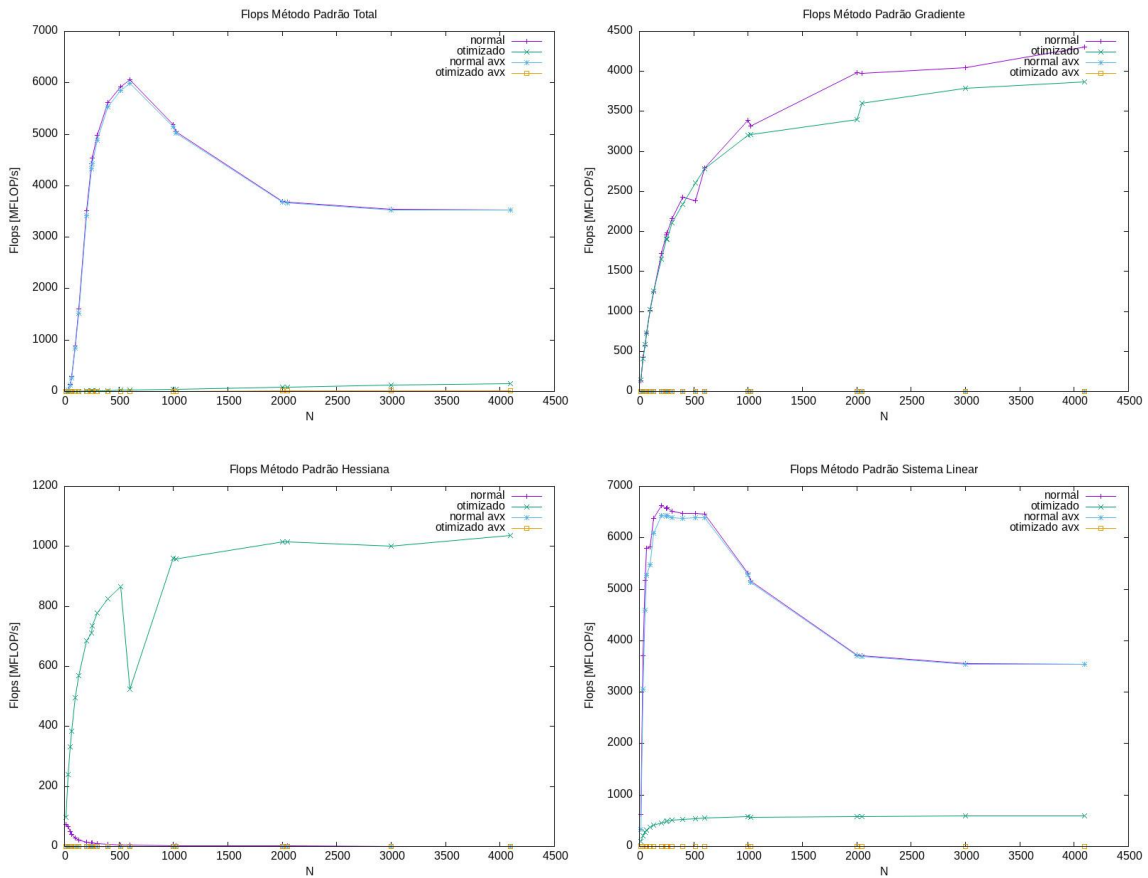 Flops Método Padrão Total
7000
6000
5000
4000
3000
2000
1000
0
Flops [MFLOP/s]
0 500 1000 1500 2000 2500 3000 3500 4000 4500
N
normal
otimizado
normal avx
otimizado avx
Flops Método Padrão Gradiente
4500
4000
3500
3000
2500
2000
1500
1000
500
0
Flops [MFLOP/s]
0 500 1000 1500 2000 2500 3000 3500 4000 4500
N
normal
otimizado
normal avx
otimizado avx
Flops Método Padrão Hessiana
1200
1000
800
600
400
200
0
Flops [MFLOP/s]
0 500 1000 1500 2000 2500 3000 3500 4000 4500
N
normal
otimizado
normal avx
otimizado avx
Flops Método Padrão Sistema Linear
7000
6000
5000
4000
3000
2000
1000
0
Flops [MFLOP/s]
0 500 1000 1500 2000 2500 3000 3500 4000 4500
N
normal
otimizado
normal avx
otimizado avx